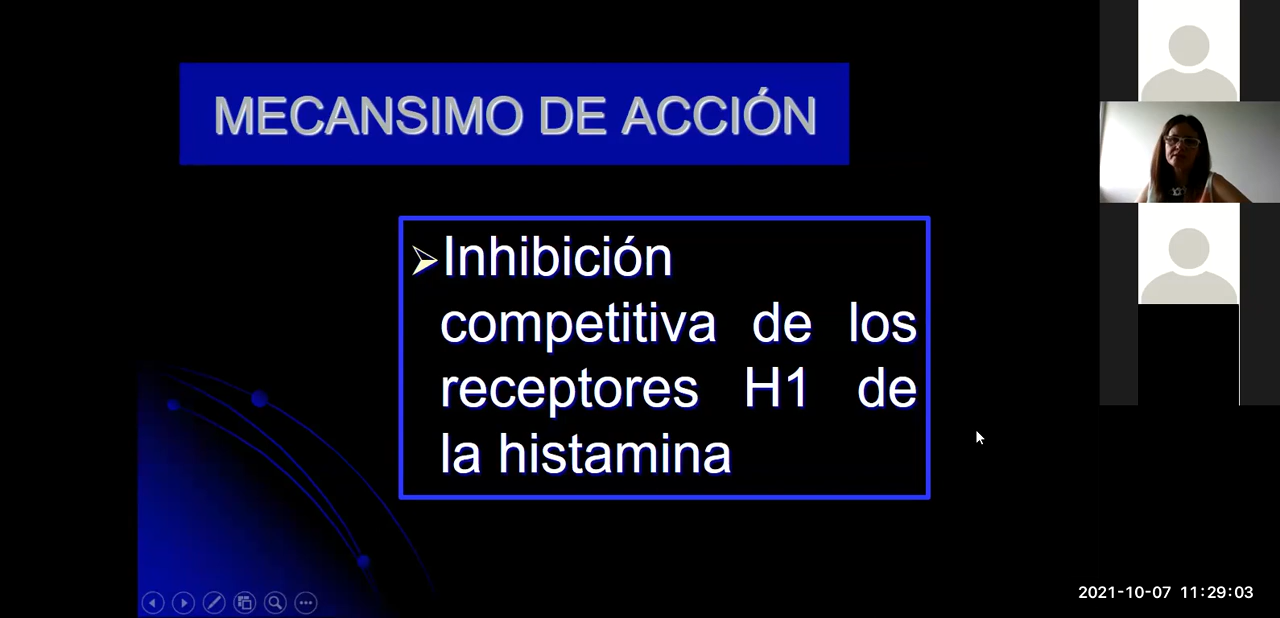 MECANSIMO DE ACCIÓN
Inhibición
competitiva de los
receptores H1 de
la histamina
2021-10-07 11:29:03